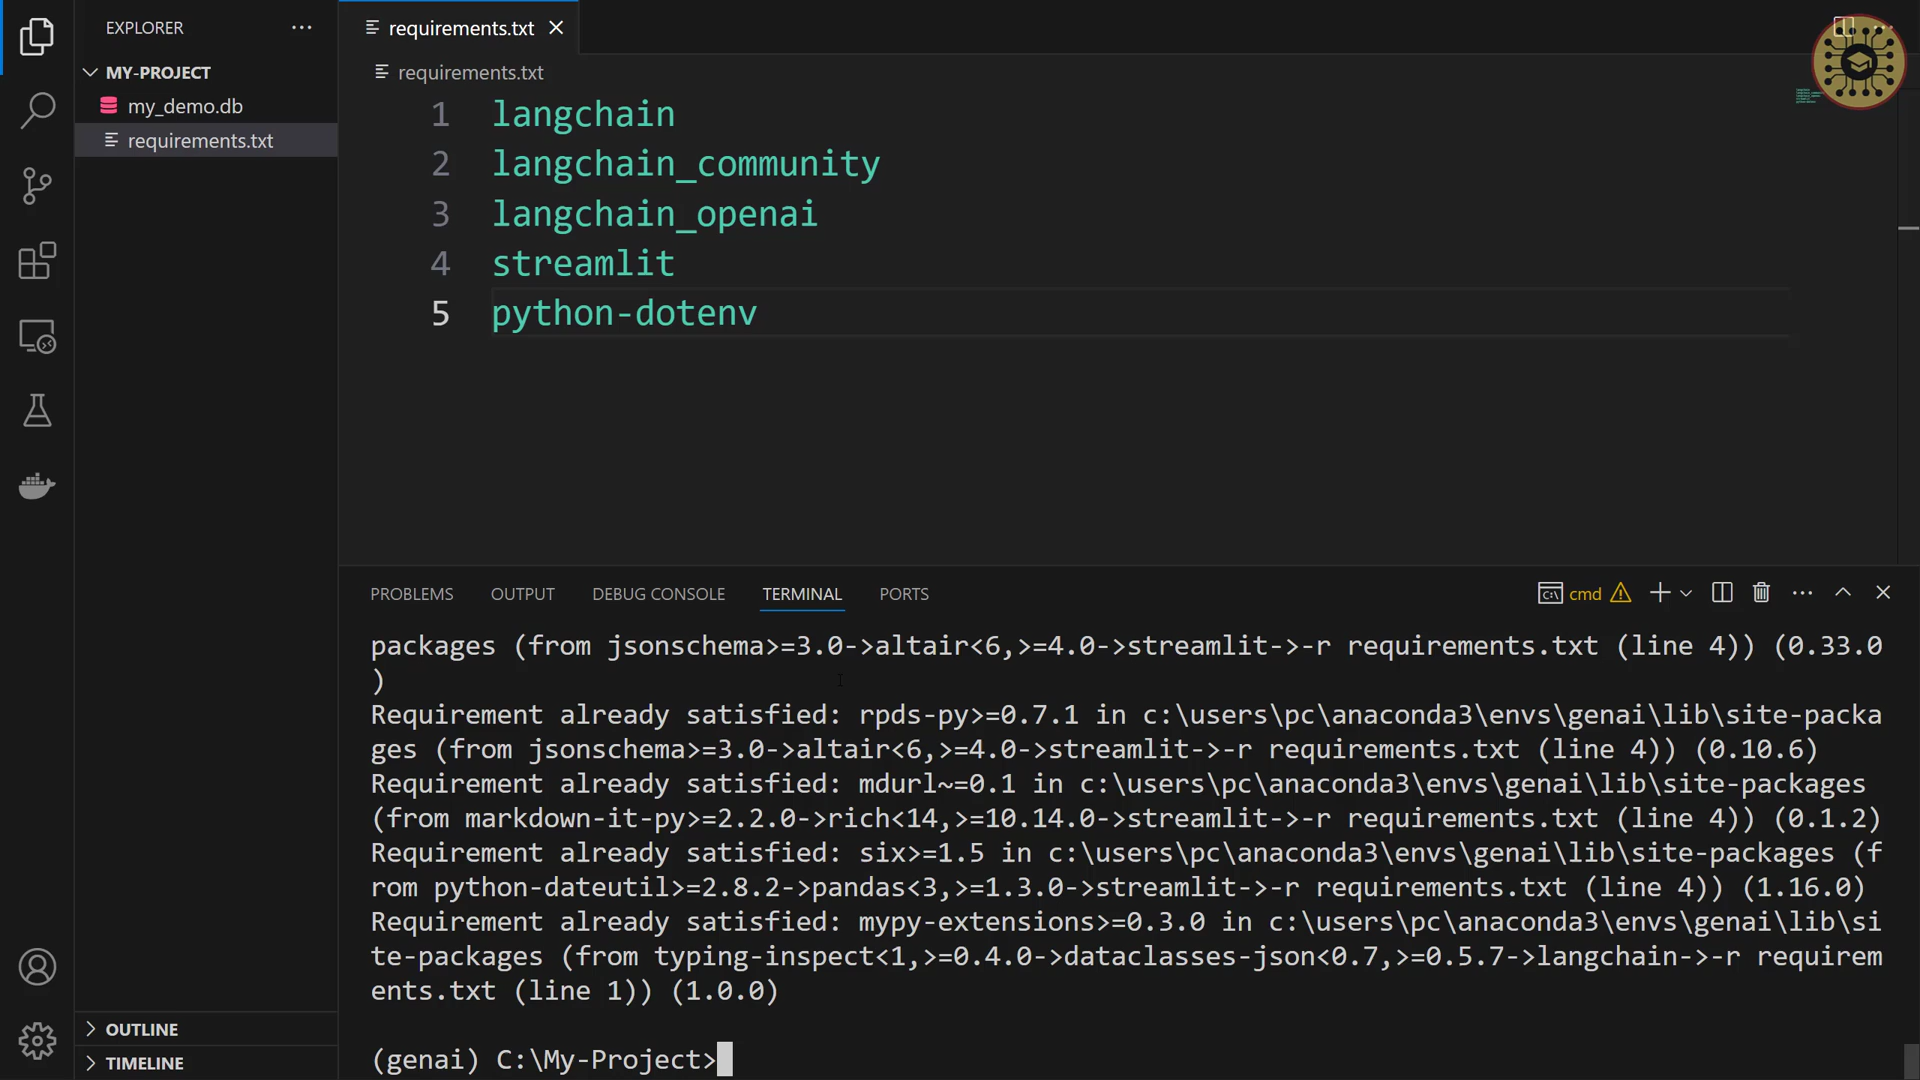 EXPLORER
MY-PROJECT
my_demo.db
requirements.txt
OUTLINE
TIMELINE
requirements.txt
requirements.txt
1 langchain
2 langchain_community
3 langchain_openai
4 streamlit
5 python-dotenv
PROBLEMS OUTPUT DEBUG CONSOLE TERMINAL PORTS
cmd
packages (from jsonschema>=3.0->altair<6,>=4.0->streamlit->-r requirements.txt (line 4)) (0.33.0
)
Requirement already satisfied: rpds-py>=0.7.1 in c:\users\pc\anaconda3\envs\genai\lib\site-packa
ges (from jsonschema>=3.0->altair<6,>=4.0->streamlit->-r requirements.txt (line 4)) (0.10.6)
Requirement already satisfied: mdurl~=0.1 in c:\users\pc\anaconda3\envs\genai\lib\site-packages
(from markdown-it-py>=2.2.0->rich<14,>=10.14.0->streamlit->-r requirements.txt (line 4)) (0.1.2)
Requirement already satisfied: six>=1.5 in c:\users\pc\anaconda3\envs\genai\lib\site-packages (f
rom python-dateutil>=2.8.2->pandas<3,>=1.3.0->streamlit->-r requirements.txt (line 4)) (1.16.0)
Requirement already satisfied: mypy-extensions>=0.3.0 in c:\users\pc\anaconda3\envs\genai\lib\si
te-packages (from typing-inspect<1,>=0.4.0->dataclasses-json<0.7,>=0.5.7->langchain->-r requirem
ents.txt (line 1)) (1.0.0)
(genai) C:\My-Project>